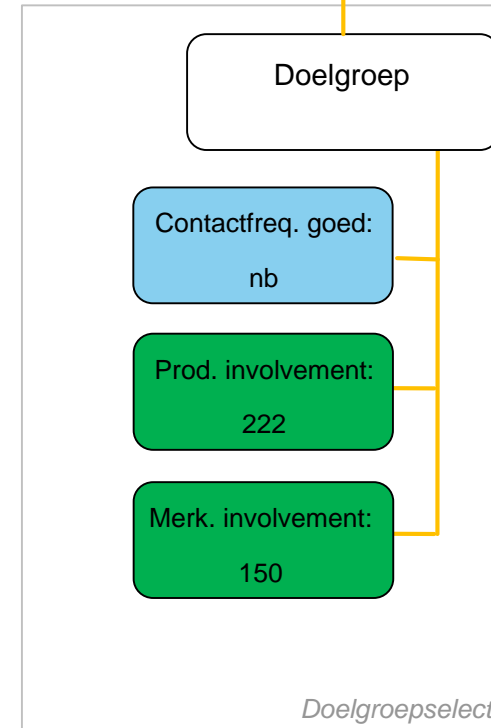 Doelgroep
Contactfreq. goed:
nb
Prod. involvement:
222
Merk. involvement:
150
Doelgroepselect